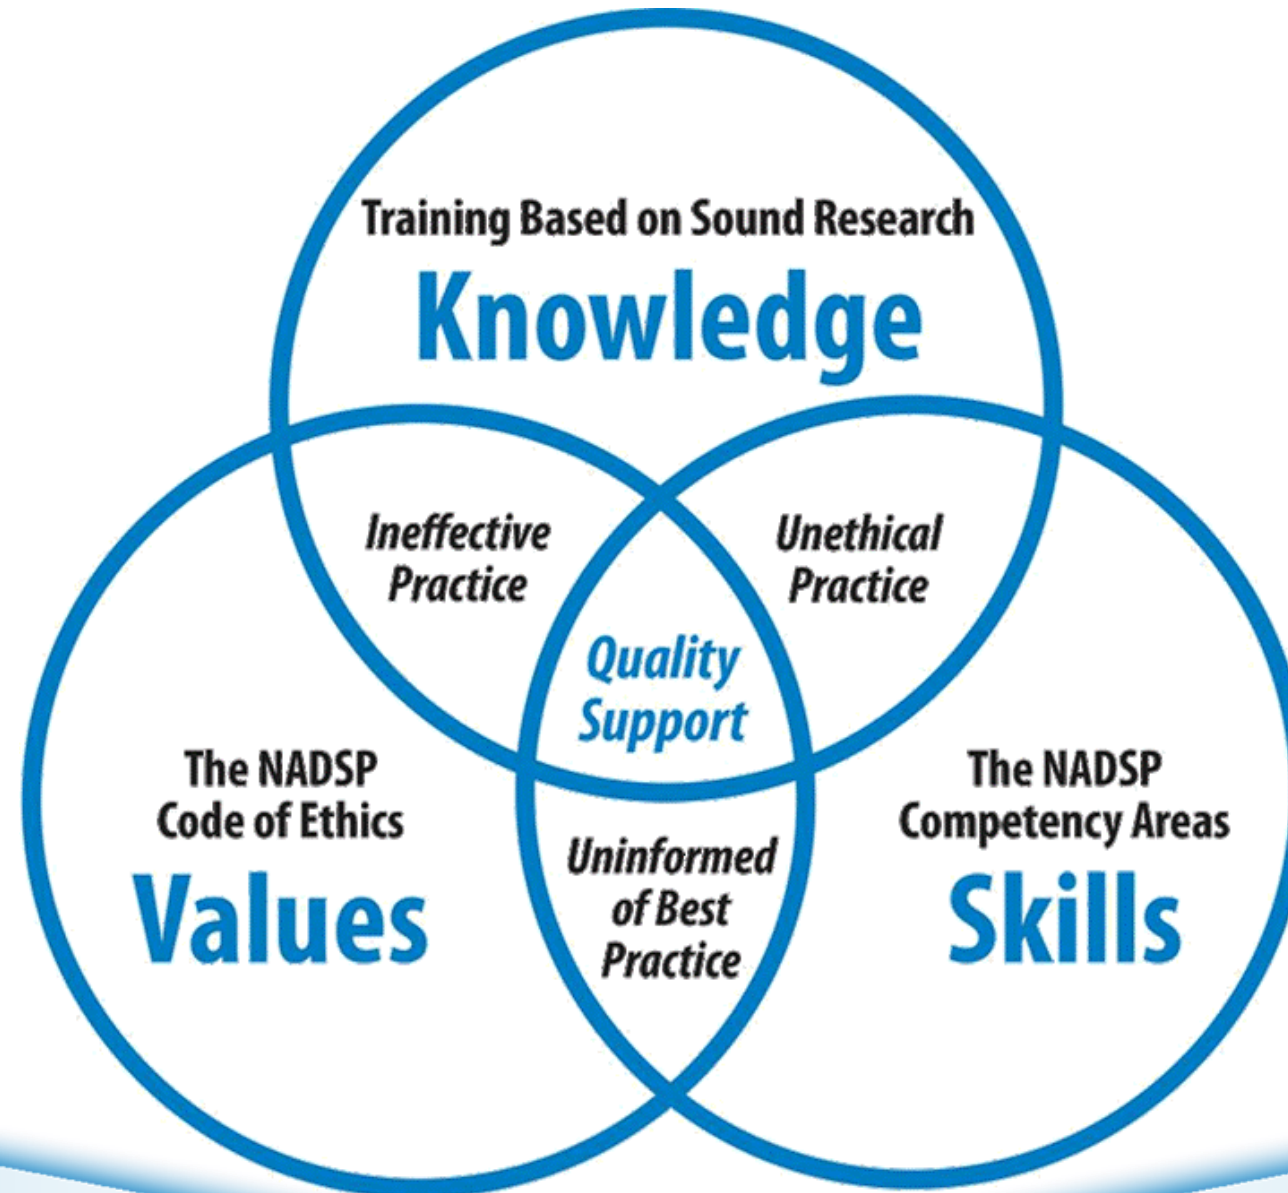 Training Based on Sound Research
Knowledge
Ineffective
Practice
Unethical
Practice
Quality
Support
The NADSP
Code of Ethics
Values
Uninformed
of Best
Practice
The NADSP
Competency Areas
Skills